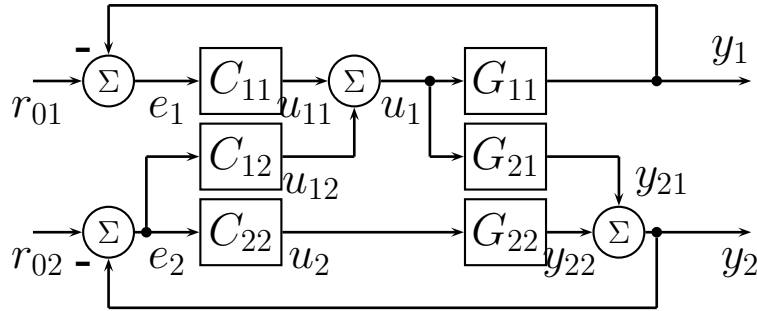 -
Σ C₁₁ Σ G₁₁ y₁
r₀₁ e₁ u₁₁ u₁
C₁₂ G₂₁
u₁₂ y₂₁
Σ C₂₂ G₂₂ Σ
r₀₂ - e₂ u₂ y₂₂ y₂